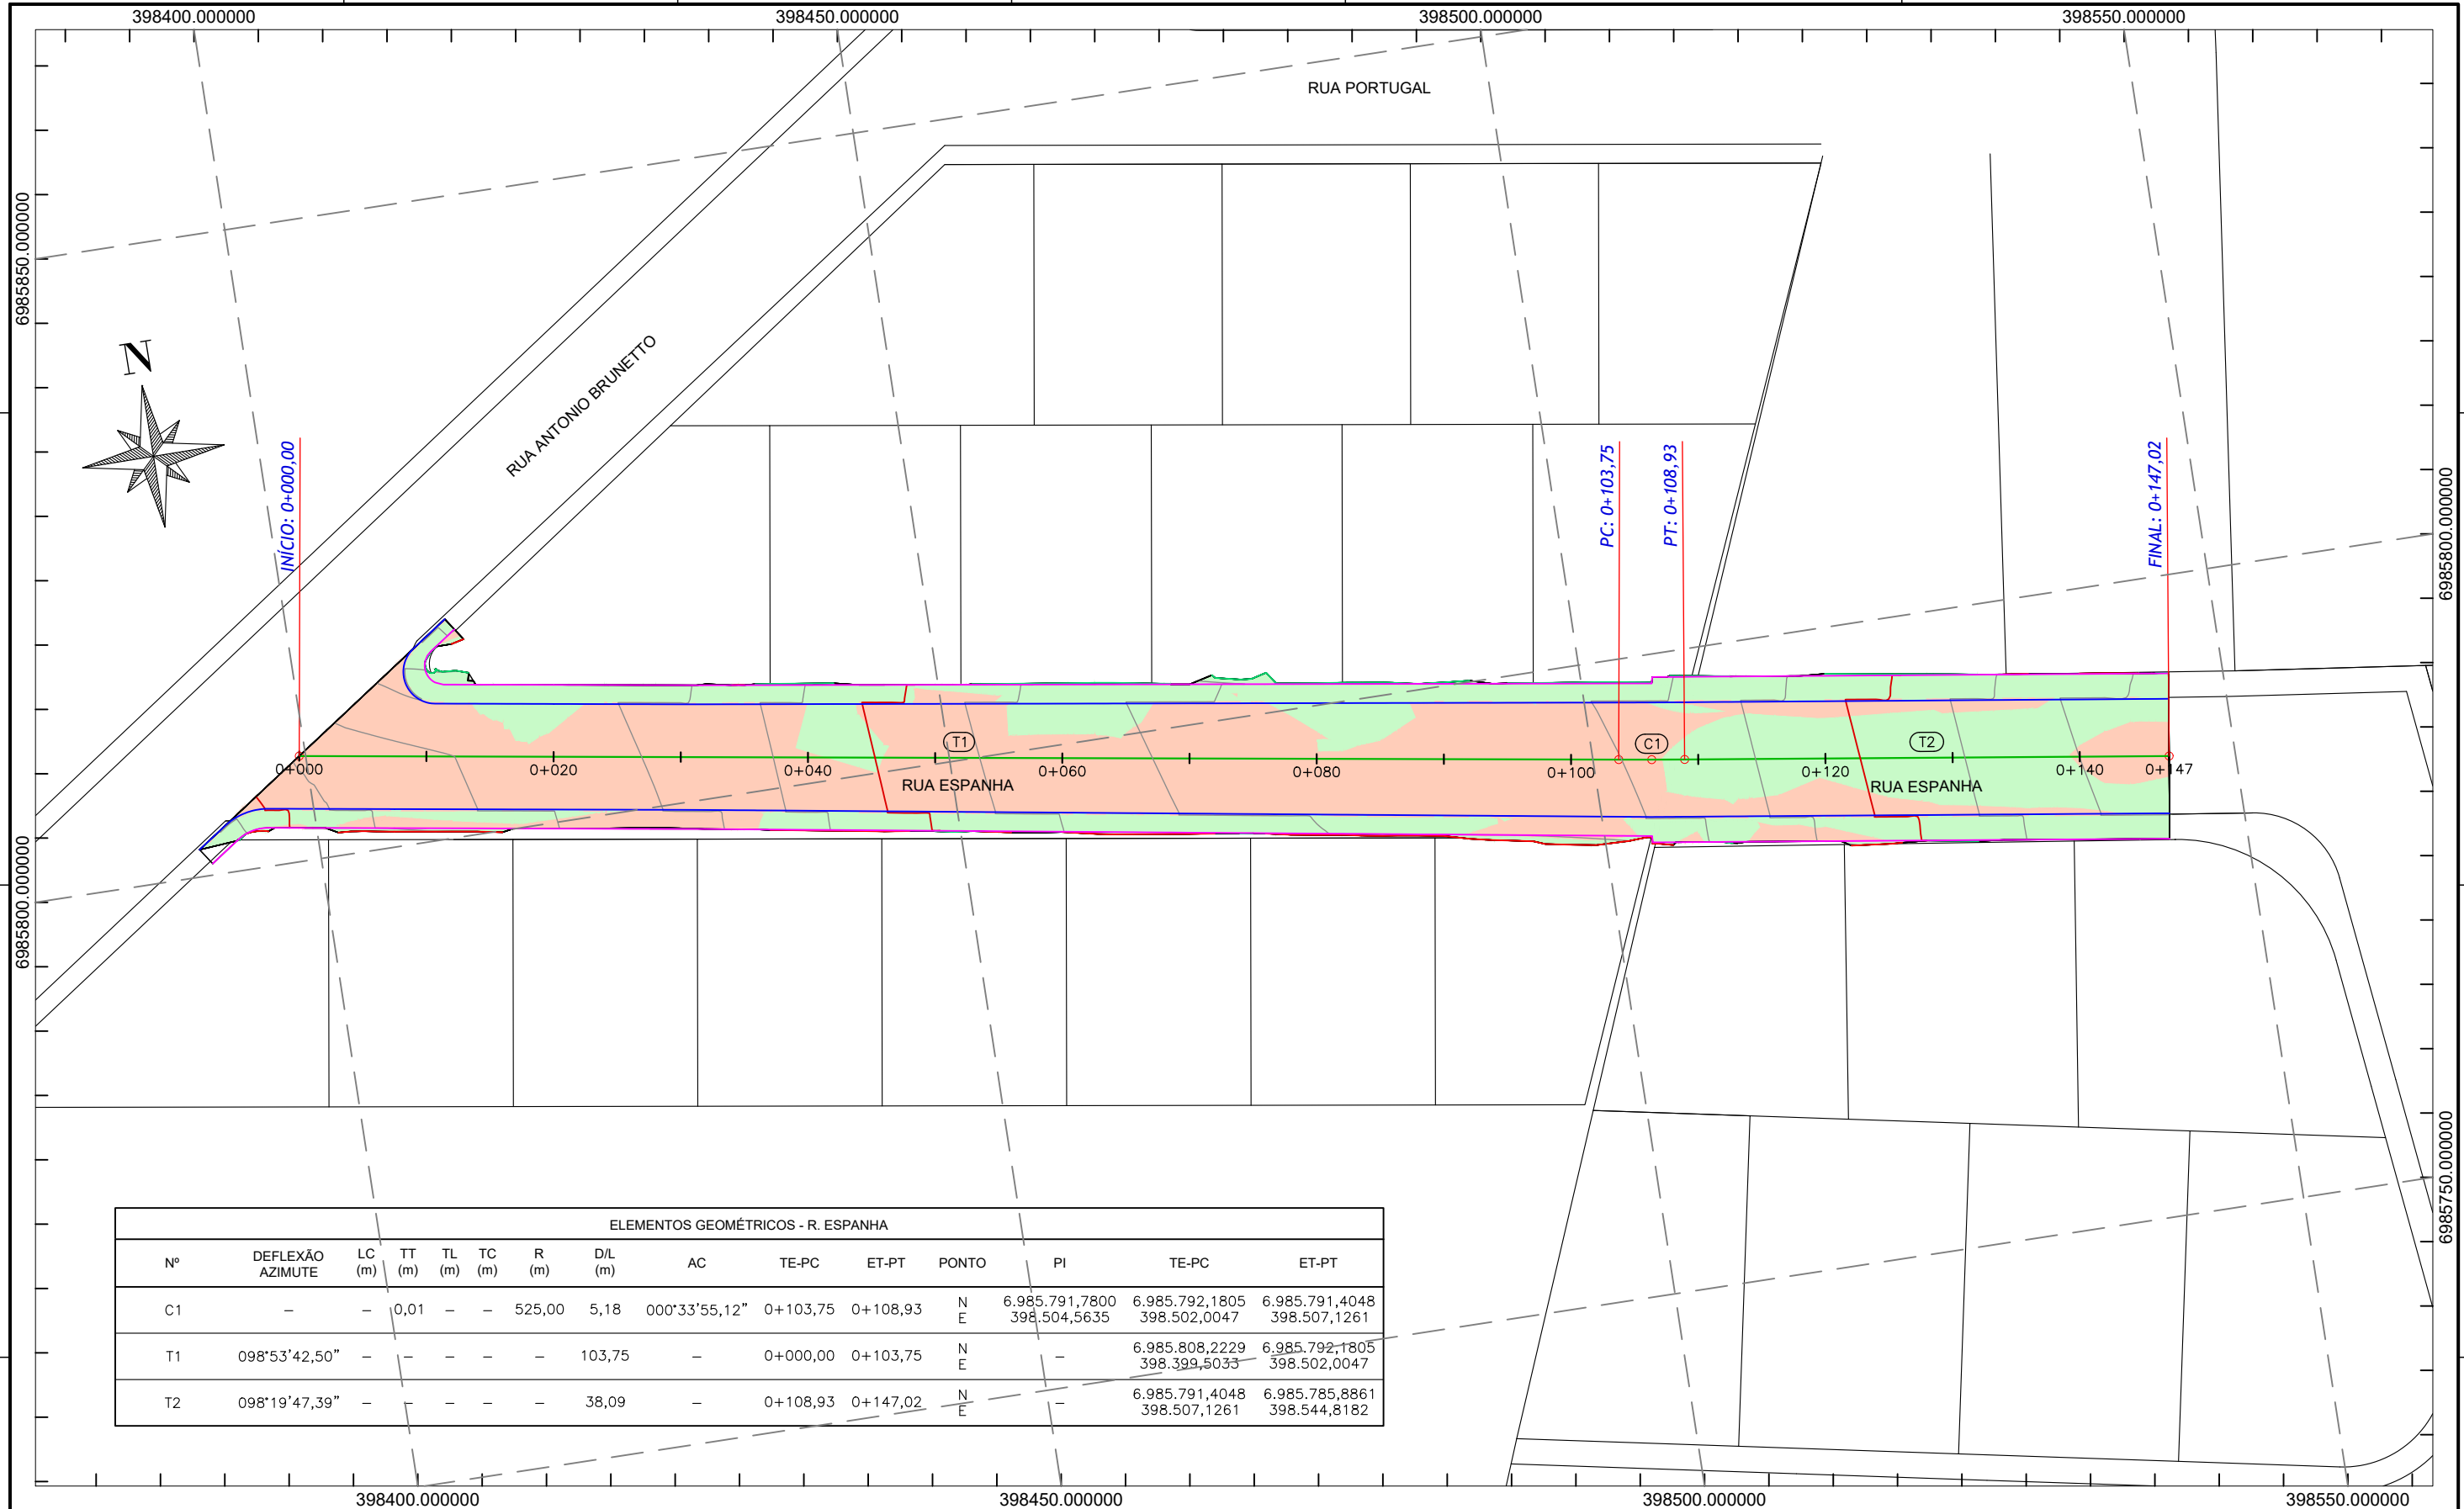 398400.000000 398450.000000 398500.000000 398550.000000
RUA PORTUGAL
6985850.000000
N
RUA ANTONIO BRUNETTO
INÍCIO: 0+000,00
PC: 0+103,75
PT: 0+108,93
FINAL: 0+147,02
6985800.000000
T1
C1
T2
0+000 0+020 0+040 0+060 0+080 0+100 0+120 0+140 0+147
RUA ESPANHA
RUA ESPANHA
6985800.000000
6985750.000000
ELEMENTOS GEOMÉTRICOS - R. ESPANHA
Nº DEFLEXÃO AZIMUTE LC (m) TT (m) TL (m) TC (m) R (m) D/L (m) AC TE-PC ET-PT PONTO PI TE-PC ET-PT
C1 – – 0,01 – – 525,00 5,18 000°33'55,12" 0+103,75 0+108,93 N 6.985.791,7800 6.985.792,1805 6.985.791,4048
E 398.504,5635 398.502,0047 398.507,1261
T1 098°53'42,50" – – – – – 103,75 – 0+000,00 0+103,75 N – 6.985.808,2229 6.985.792,1805
E 398.399,5033 398.502,0047
T2 098°19'47,39" – – – – – 38,09 – 0+108,93 0+147,02 N – 6.985.791,4048 6.985.785,8861
E 398.507,1261 398.544,8182
398400.000000 398450.000000 398500.000000 398550.000000